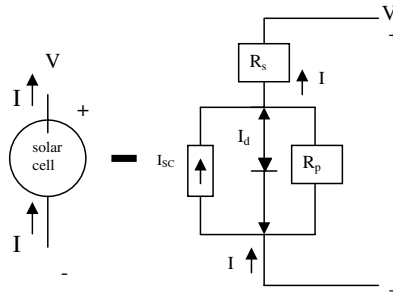 V
I
+
solar
cell
I
-
V
+
R_s
I
I_SC
I_d
R_p
I
-